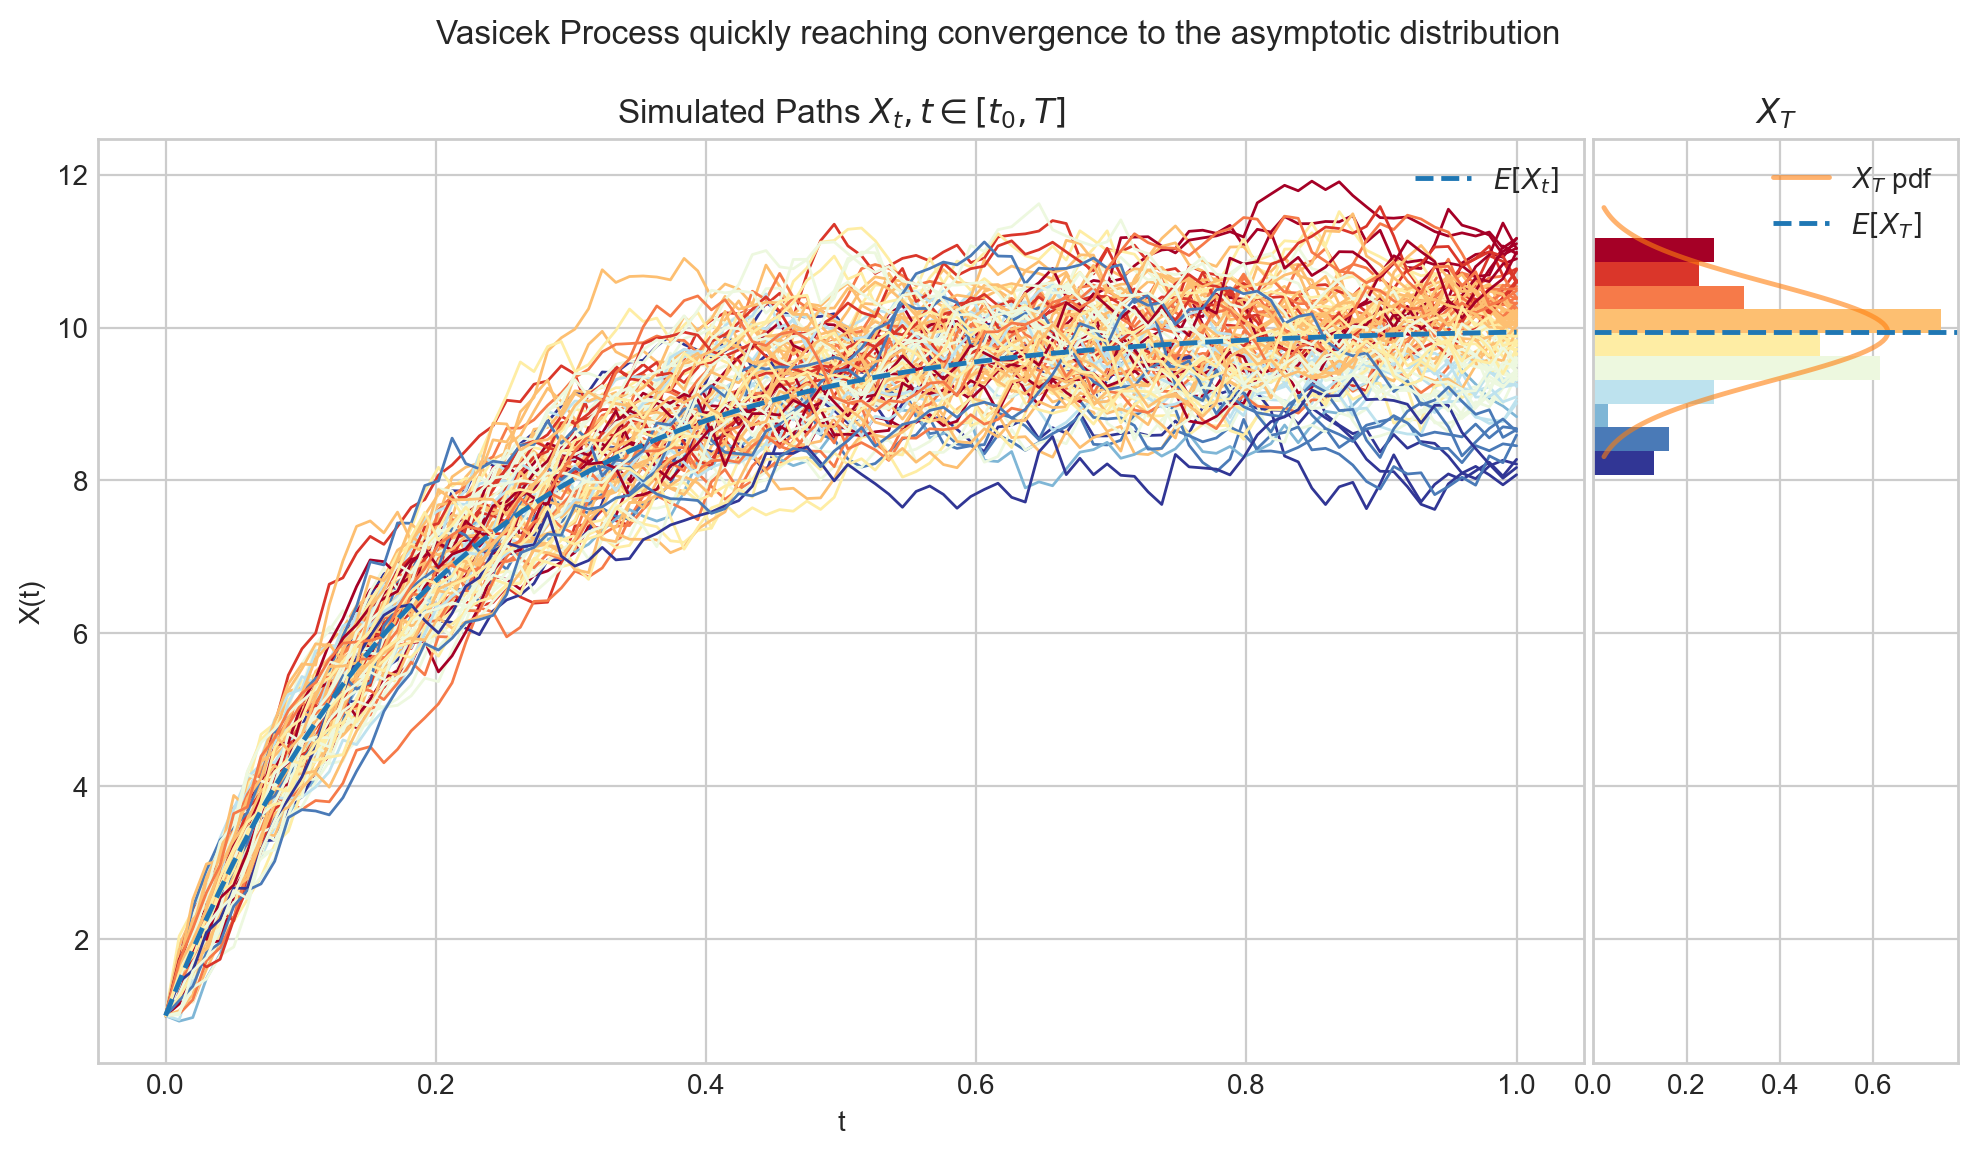 Vasicek Process quickly reaching convergence to the asymptotic distribution
Simulated Paths $X_t, t \in [t_0, T]$
$X_T$
12
10
8
6
4
2
X(t)
$E[X_t]$
$X_T$ pdf
$E[X_T]$
0.0 0.2 0.4 0.6 0.8 1.0
0.0 0.2 0.4 0.6
t